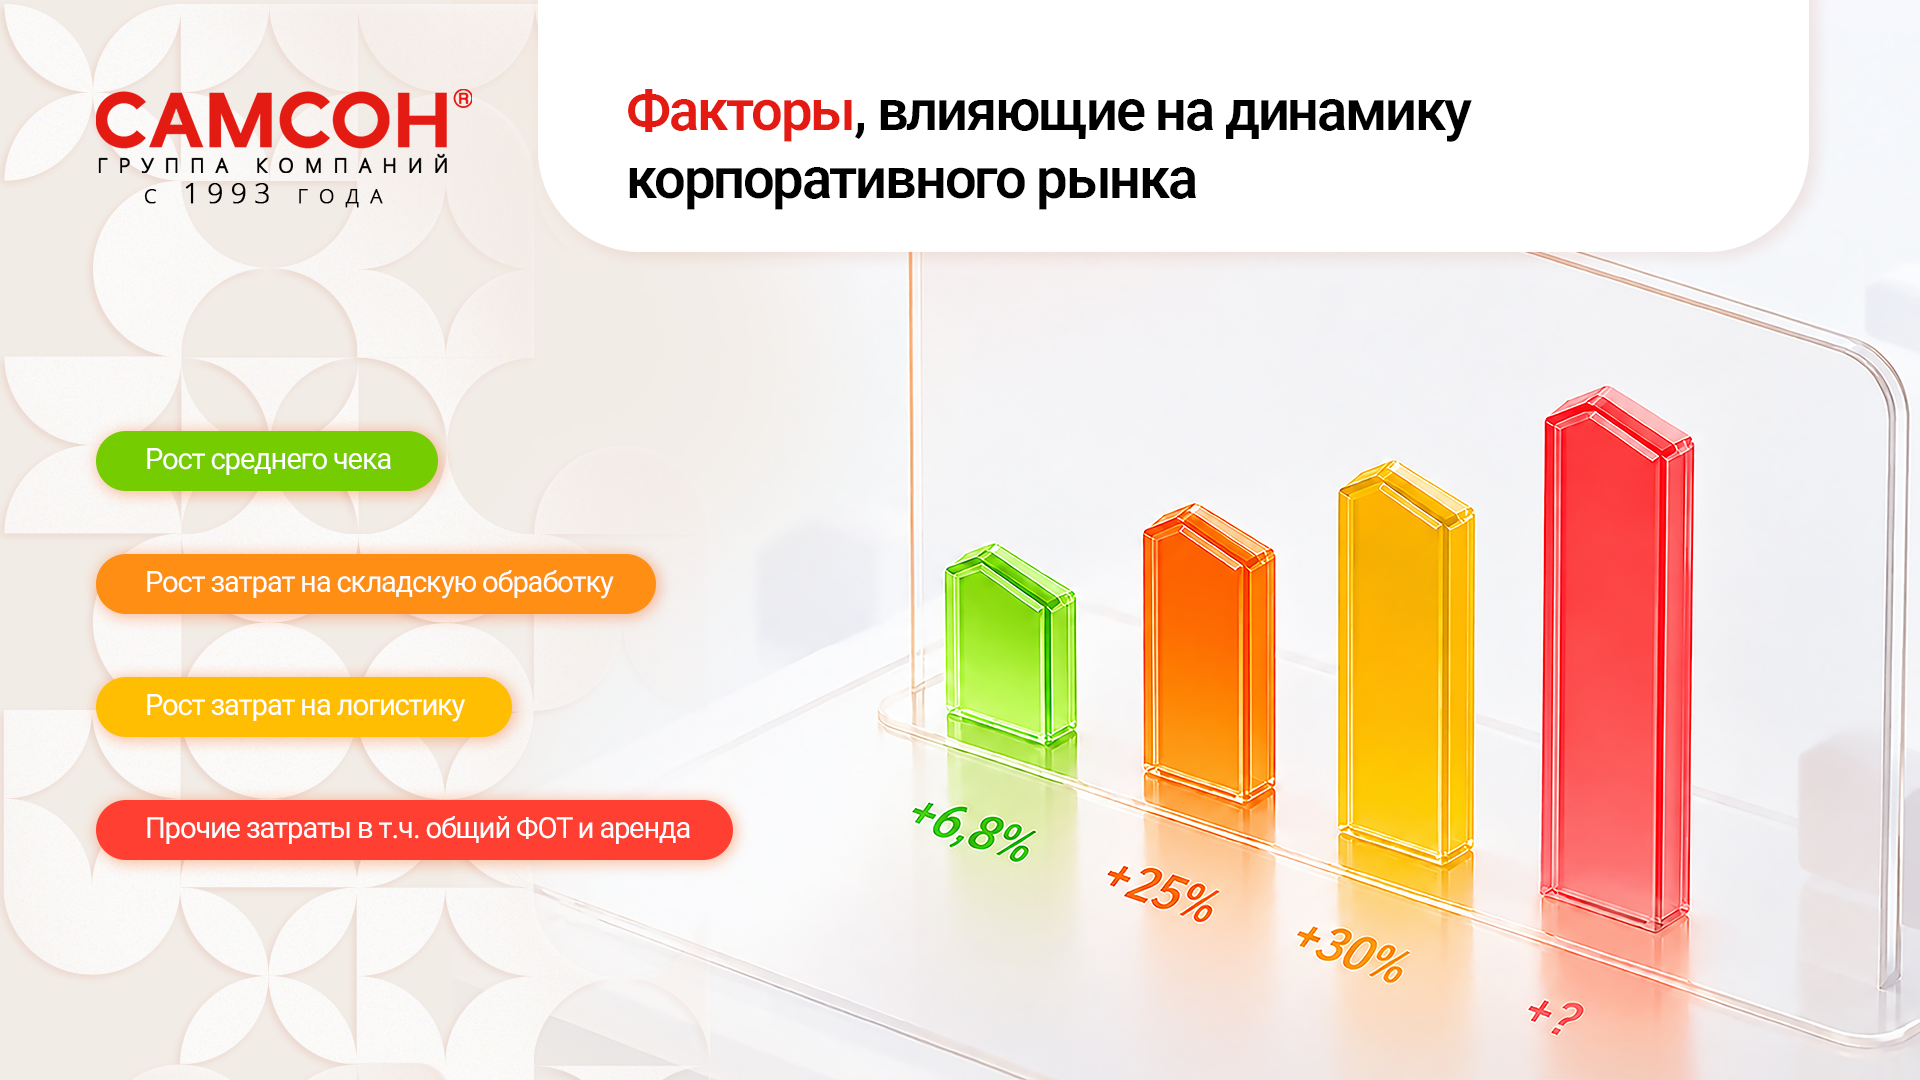 САМСОН®
ГРУППА КОМПАНИЙ
С 1993 ГОДА
Факторы, влияющие на динамику
корпоративного рынка
Рост среднего чека
Рост затрат на складскую обработку
Рост затрат на логистику
Прочие затраты в т.ч. общий ФОТ и аренда
+6,8%
+25%
+30%
+?